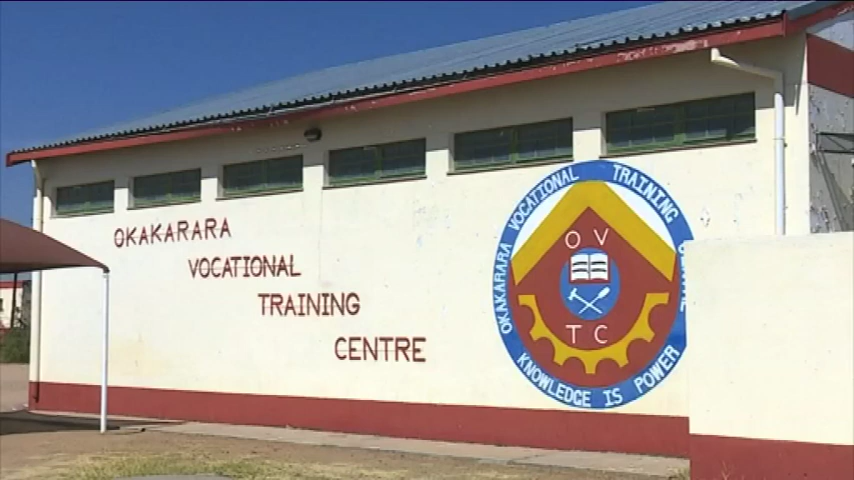 OKAKARARA
VOCATIONAL
TRAINING
CENTRE
OKAKARARA VOCATIONAL TRAINING
O V
T C
KNOWLEDGE IS POWER